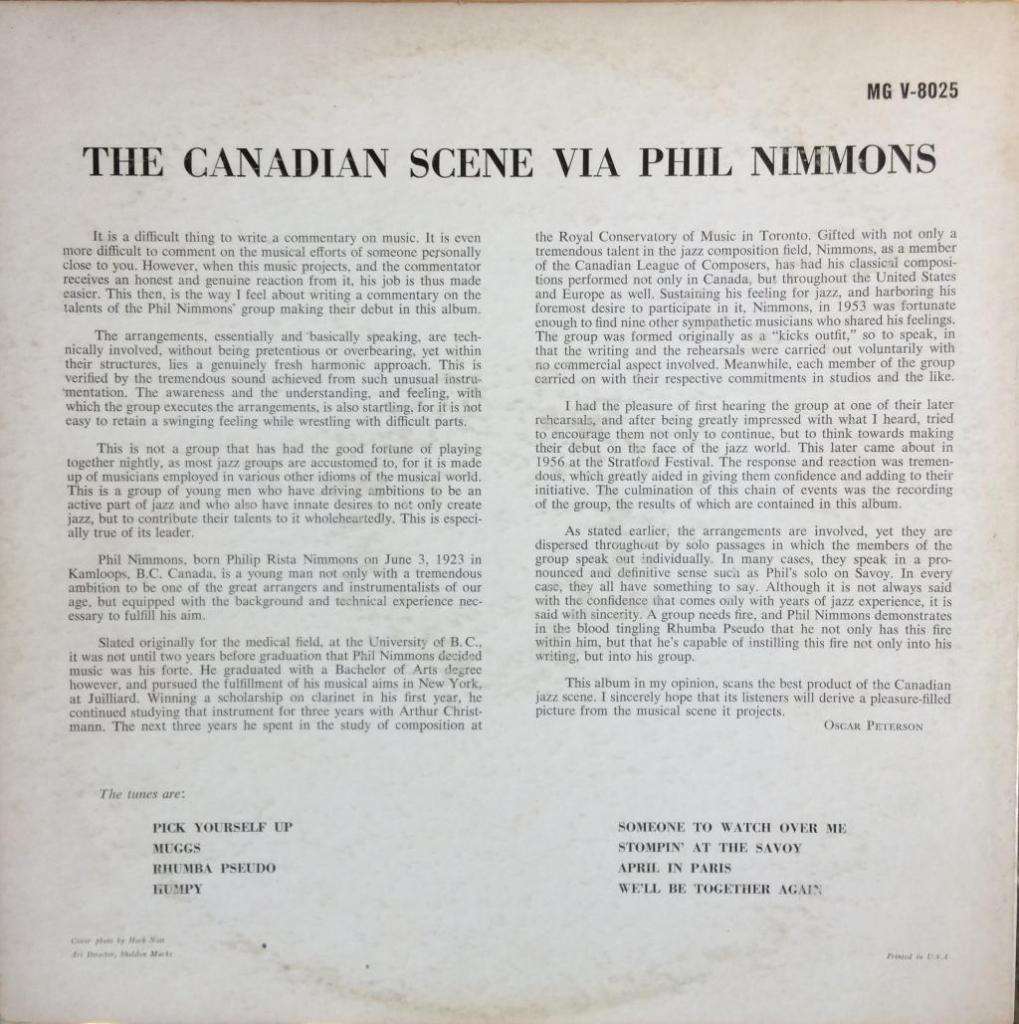 MG V-8025
THE CANADIAN SCENE VIA PHIL NIMMONS
It is a difficult thing to write a commentary on music. It is even
more difficult to comment on the musical efforts of someone personally
close to you. However, when this music projects, and the commentator
receives an honest and genuine reaction from it, his job is thus made
easier. This then, is the way I feel about writing a commentary on the
talents of the Phil Nimmons' group making their debut in this album.
The arrangements, essentially and basically speaking, are tech-
nically involved, without being pretentious or overbearing, yet within
their structures, lies a genuinely fresh harmonic approach. This is
verified by the tremendous sound achieved from such unusual instru-
mentation. The awareness and the understanding, and feeling, with
which the group executes the arrangements, is also startling, for it is not
easy to retain a swinging feeling while wrestling with difficult parts.
This is not a group that has had the good fortune of playing
together nightly, as most jazz groups are accustomed to, for it is made
up of musicians employed in various other idioms of the musical world.
This is a group of young men who have driving ambitions to be an
active part of jazz and who also have innate desires to not only create
jazz, but to contribute their talents to it wholeheartedly. This is especi-
ally true of its leader.
Phil Nimmons, born Philip Rista Nimmons on June 3, 1923 in
Kamloops, B.C. Canada, is a young man not only with a tremendous
ambition to be one of the great arrangers and instrumentalists of our
age, but equipped with the background and technical experience nec-
essary to fulfill his aim.
Slated originally for the medical field, at the University of B.C.,
it was not until two years before graduation that Phil Nimmons decided
music was his forte. He graduated with a Bachelor of Arts degree
however, and pursued the fulfillment of his musical aims in New York,
at Juilliard. Winning a scholarship on clarinet in his first year, he
continued studying that instrument for three years with Arthur Christ-
mann. The next three years he spent in the study of composition at
the Royal Conservatory of Music in Toronto. Gifted with not only a
tremendous talent in the jazz composition field, Nimmons, as a member
of the Canadian League of Composers, has had his classical composi-
tions performed not only in Canada, but throughout the United States
and Europe as well. Sustaining his feeling for jazz, and harboring his
foremost desire to participate in it, Nimmons, in 1953 was fortunate
enough to find nine other sympathetic musicians who shared his feelings.
The group was formed originally as a "kicks outfit," so to speak, in
that the writing and the rehearsals were carried out voluntarily with
no commercial aspect involved. Meanwhile, each member of the group
carried on with their respective commitments in studios and the like.
I had the pleasure of first hearing the group at one of their later
rehearsals, and after being greatly impressed with what I heard, tried
to encourage them not only to continue, but to think towards making
their debut on the face of the jazz world. This later came about in
1956 at the Stratford Festival. The response and reaction was tremen-
dous, which greatly aided in giving them confidence and adding to their
initiative. The culmination of this chain of events was the recording
of the group, the results of which are contained in this album.
As stated earlier, the arrangements are involved, yet they are
dispersed throughout by solo passages in which the members of the
group speak out individually. In many cases, they speak in a pro-
nounced and definitive sense such as Phil's solo on Savoy. In every
case, they all have something to say. Although it is not always said
with the confidence that comes only with years of jazz experience, it is
said with sincerity. A group needs fire, and Phil Nimmons demonstrates
in the blood tingling Rhumba Pseudo that he not only has this fire
within him, but that he's capable of instilling this fire not only into his
writing, but into his group.
This album in my opinion, scans the best product of the Canadian
jazz scene. I sincerely hope that its listeners will derive a pleasure-filled
picture from the musical scene it projects.
OSCAR PETERSON
The tunes are:
PICK YOURSELF UP
MUGGS
RHUMBA PSEUDO
HUMPY
SOMEONE TO WATCH OVER ME
STOMPIN' AT THE SAVOY
APRIL IN PARIS
WE'LL BE TOGETHER AGAIN
Cover photo by
Art Director, Sheldon Marks
Printed in U.S.A.